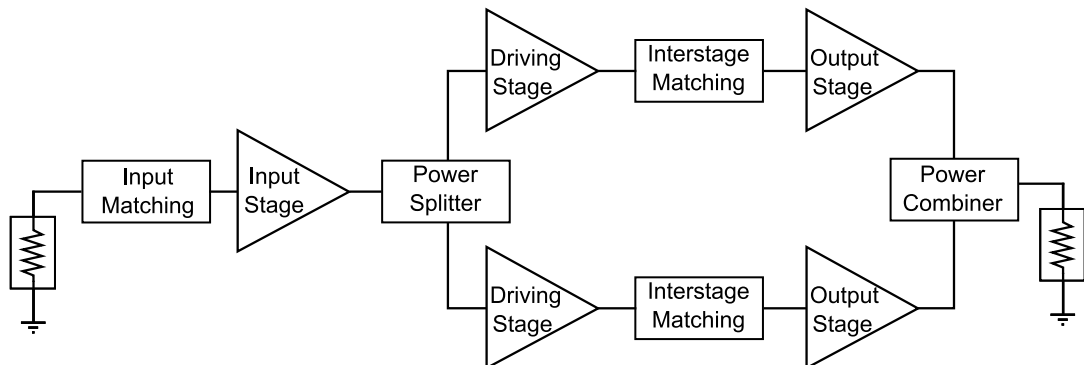 Driving
Stage
Interstage
Matching
Output
Stage
Input
Matching
Input
Stage
Power
Splitter
Power
Combiner
Driving
Stage
Interstage
Matching
Output
Stage